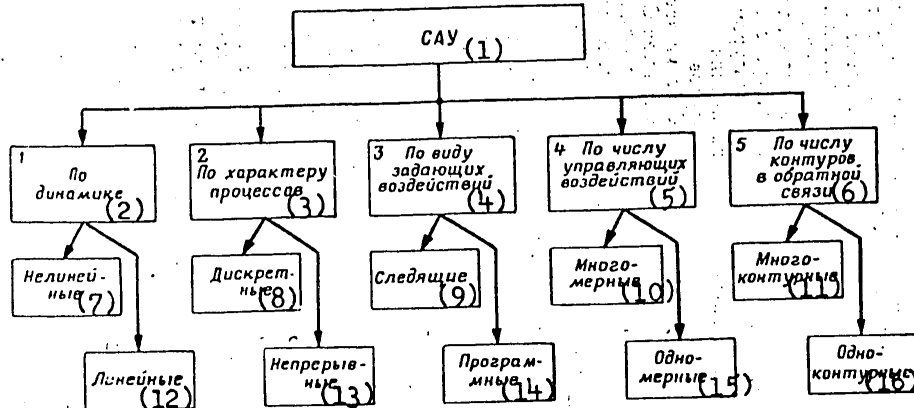 САУ (1)
1
По
динамике (2)
2
По характеру
процессов (3)
3 По виду
задающих
воздействий (4)
4 По числу
управляющих
воздействий (5)
5 По числу
контуров
в обратной
связи (6)
Нелиней-
ные (7)
Дискрет-
ные (8)
Следящие (9)
Много-
мерные (10)
Много-
контурные (11)
Линейные (12)
Непрерыв-
ные (13)
Програм-
мные (14)
Одно-
мерные (15)
Одно-
контурные (16)